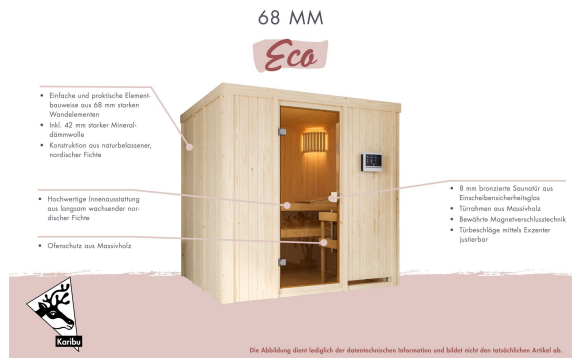 68 MM
Eco
• Einfache und praktische Element-
bauweise aus 68 mm starken
Wandelementen
• Inkl. 42 mm starker Mineral-
dämmwolle
• Konstruktion aus naturbelassener,
nordischer Fichte
• Hochwertige Innenausstattung
aus langsam wachsender nor-
discher Fichte
• Ofenschutz aus Massivholz
• 8 mm bronzierte Saunatür aus
Einscheibensicherheitsglas
• Türrahmen aus Massivholz
• Bewährte Magnetverschlusstechnik
• Türbeschläge mittels Exzenter
justierbar
Karibu
Die Abbildung dient lediglich der datentechnischen Information und bildet nicht den tatsächlichen Artikel ab.